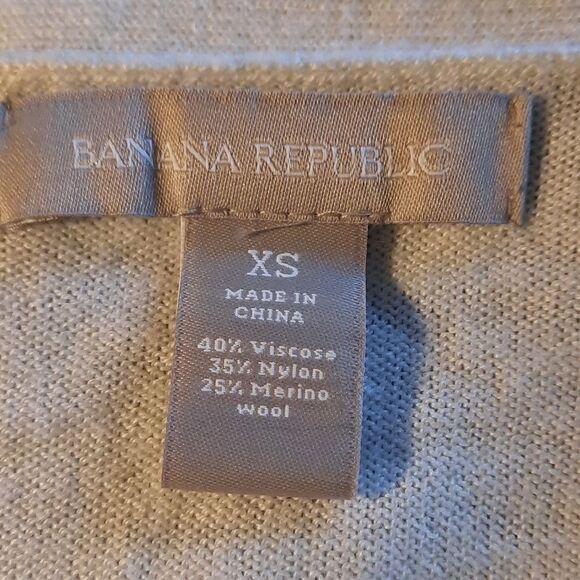 BANANA REPUBLIC
XS
MADE IN
CHINA
40% Viscose
35% Nylon
25% Merino
wool